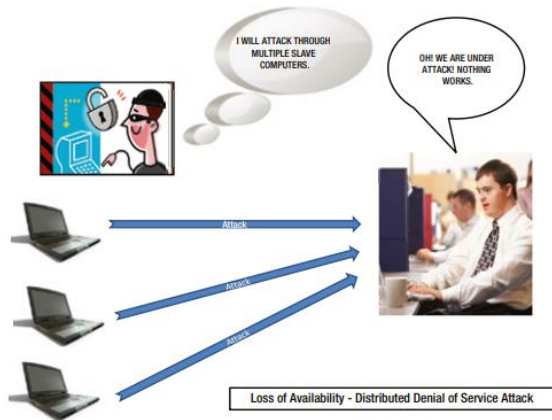 I WILL ATTACK THROUGH
MULTIPLE SLAVE
COMPUTERS.
OH! WE ARE UNDER
ATTACK! NOTHING
WORKS.
Attack
Attack
Attack
Loss of Availability - Distributed Denial of Service Attack